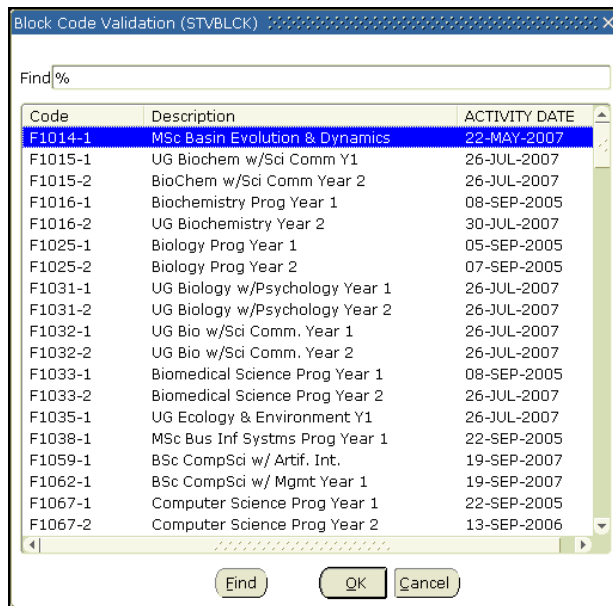 Block Code Validation (STVBLCK)
Find %
Code Description ACTIVITY DATE
F1014-1 MSc Basin Evolution & Dynamics 22-MAY-2007
F1015-1 UG Biochem w/Sci Comm Y1 26-JUL-2007
F1015-2 BioChem w/Sci Comm Year 2 26-JUL-2007
F1016-1 Biochemistry Prog Year 1 08-SEP-2005
F1016-2 UG Biochemistry Year 2 30-JUL-2007
F1025-1 Biology Prog Year 1 05-SEP-2005
F1025-2 Biology Prog Year 2 07-SEP-2005
F1031-1 UG Biology w/Psychology Year 1 26-JUL-2007
F1031-2 UG Biology w/Psychology Year 2 26-JUL-2007
F1032-1 UG Bio w/Sci Comm. Year 1 26-JUL-2007
F1032-2 UG Bio w/Sci Comm. Year 2 26-JUL-2007
F1033-1 Biomedical Science Prog Year 1 08-SEP-2005
F1033-2 Biomedical Science Prog Year 2 26-JUL-2007
F1035-1 UG Ecology & Environment Y1 26-JUL-2007
F1038-1 MSc Bus Inf Systms Prog Year 1 22-SEP-2005
F1059-1 BSc CompSci w/ Artif. Int. 19-SEP-2007
F1062-1 BSc CompSci w/ Mgmt Year 1 19-SEP-2007
F1067-1 Computer Science Prog Year 1 22-SEP-2005
F1067-2 Computer Science Prog Year 2 13-SEP-2006
Find OK Cancel